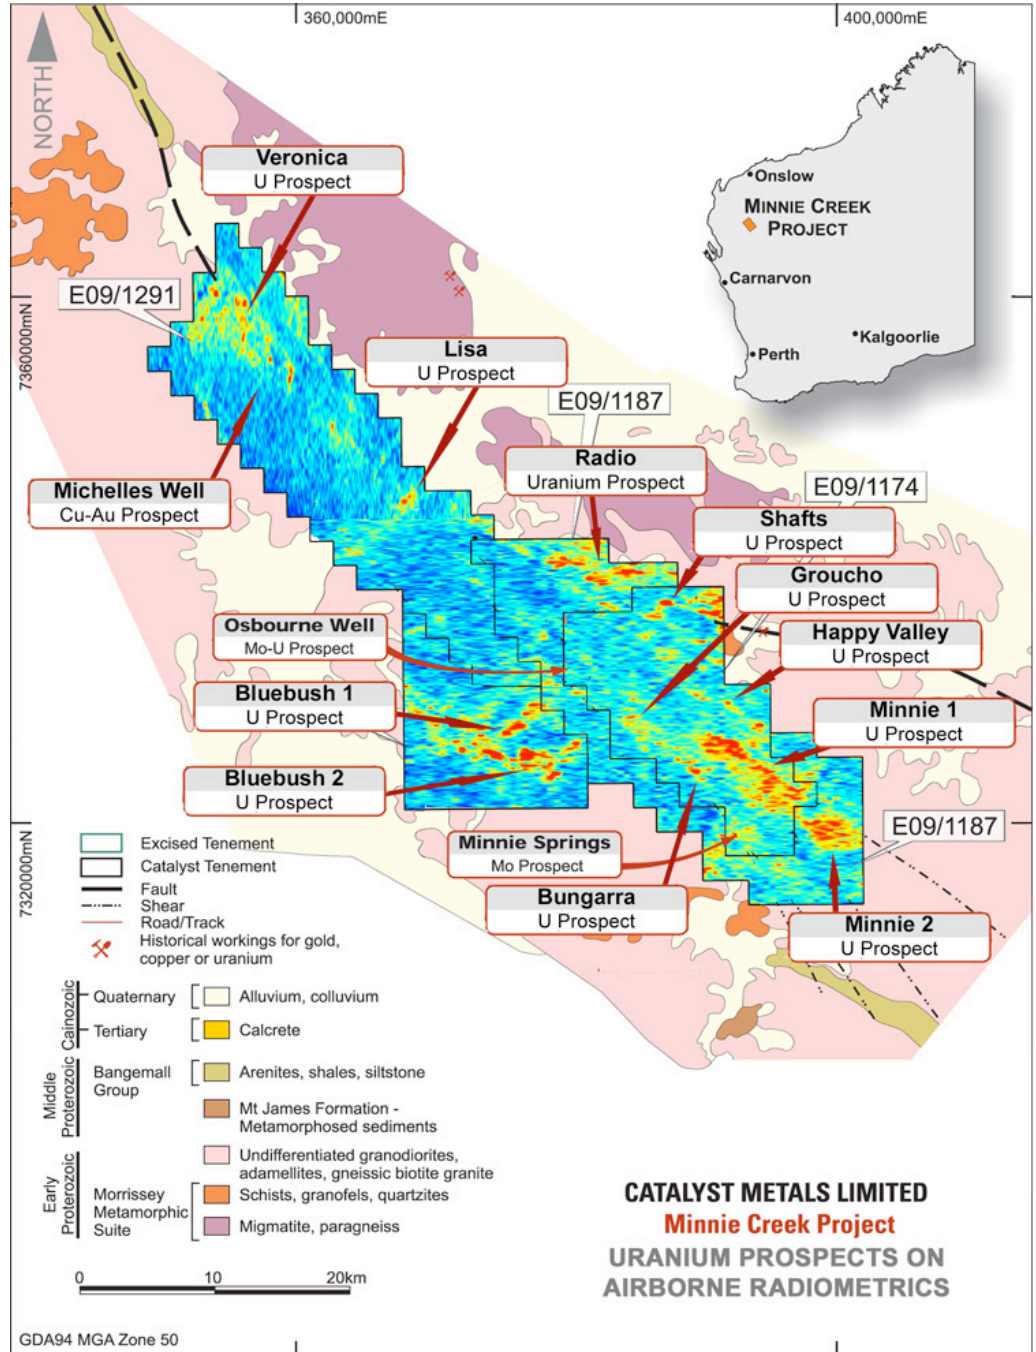 360,000mE
400,000mE
NORTH
Veronica
U Prospect
Onslow
MINNIE CREEK
PROJECT
E09/1291
Carnarvon
Kalgoorlie
Perth
7360000mN
Lisa
U Prospect
E09/1187
Radio
Uranium Prospect
Michelles Well
Cu-Au Prospect
E09/1174
Shafts
U Prospect
Groucho
U Prospect
Osbourne Well
Mo-U Prospect
Happy Valley
U Prospect
Bluebush 1
U Prospect
Minnie 1
U Prospect
Bluebush 2
U Prospect
E09/1187
7320000mN
Minnie Springs
Mo Prospect
Bungarra
U Prospect
Minnie 2
U Prospect
Excised Tenement
Catalyst Tenement
Fault
Shear
Road/Track
Historical workings for gold,
copper or uranium
Cainozoic
Quaternary
Alluvium, colluvium
Tertiary
Calcrete
Middle
Proterozoic
Bangemall
Group
Arenites, shales, siltstone
Mt James Formation -
Metamorphosed sediments
Early
Proterozoic
Undifferentiated granodiorites,
adamellites, gneissic biotite granite
Morrissey
Metamorphic
Suite
Schists, granofels, quartzites
Migmatite, paragneiss
CATALYST METALS LIMITED
Minnie Creek Project
URANIUM PROSPECTS ON
AIRBORNE RADIOMETRICS
0 10 20km
GDA94 MGA Zone 50